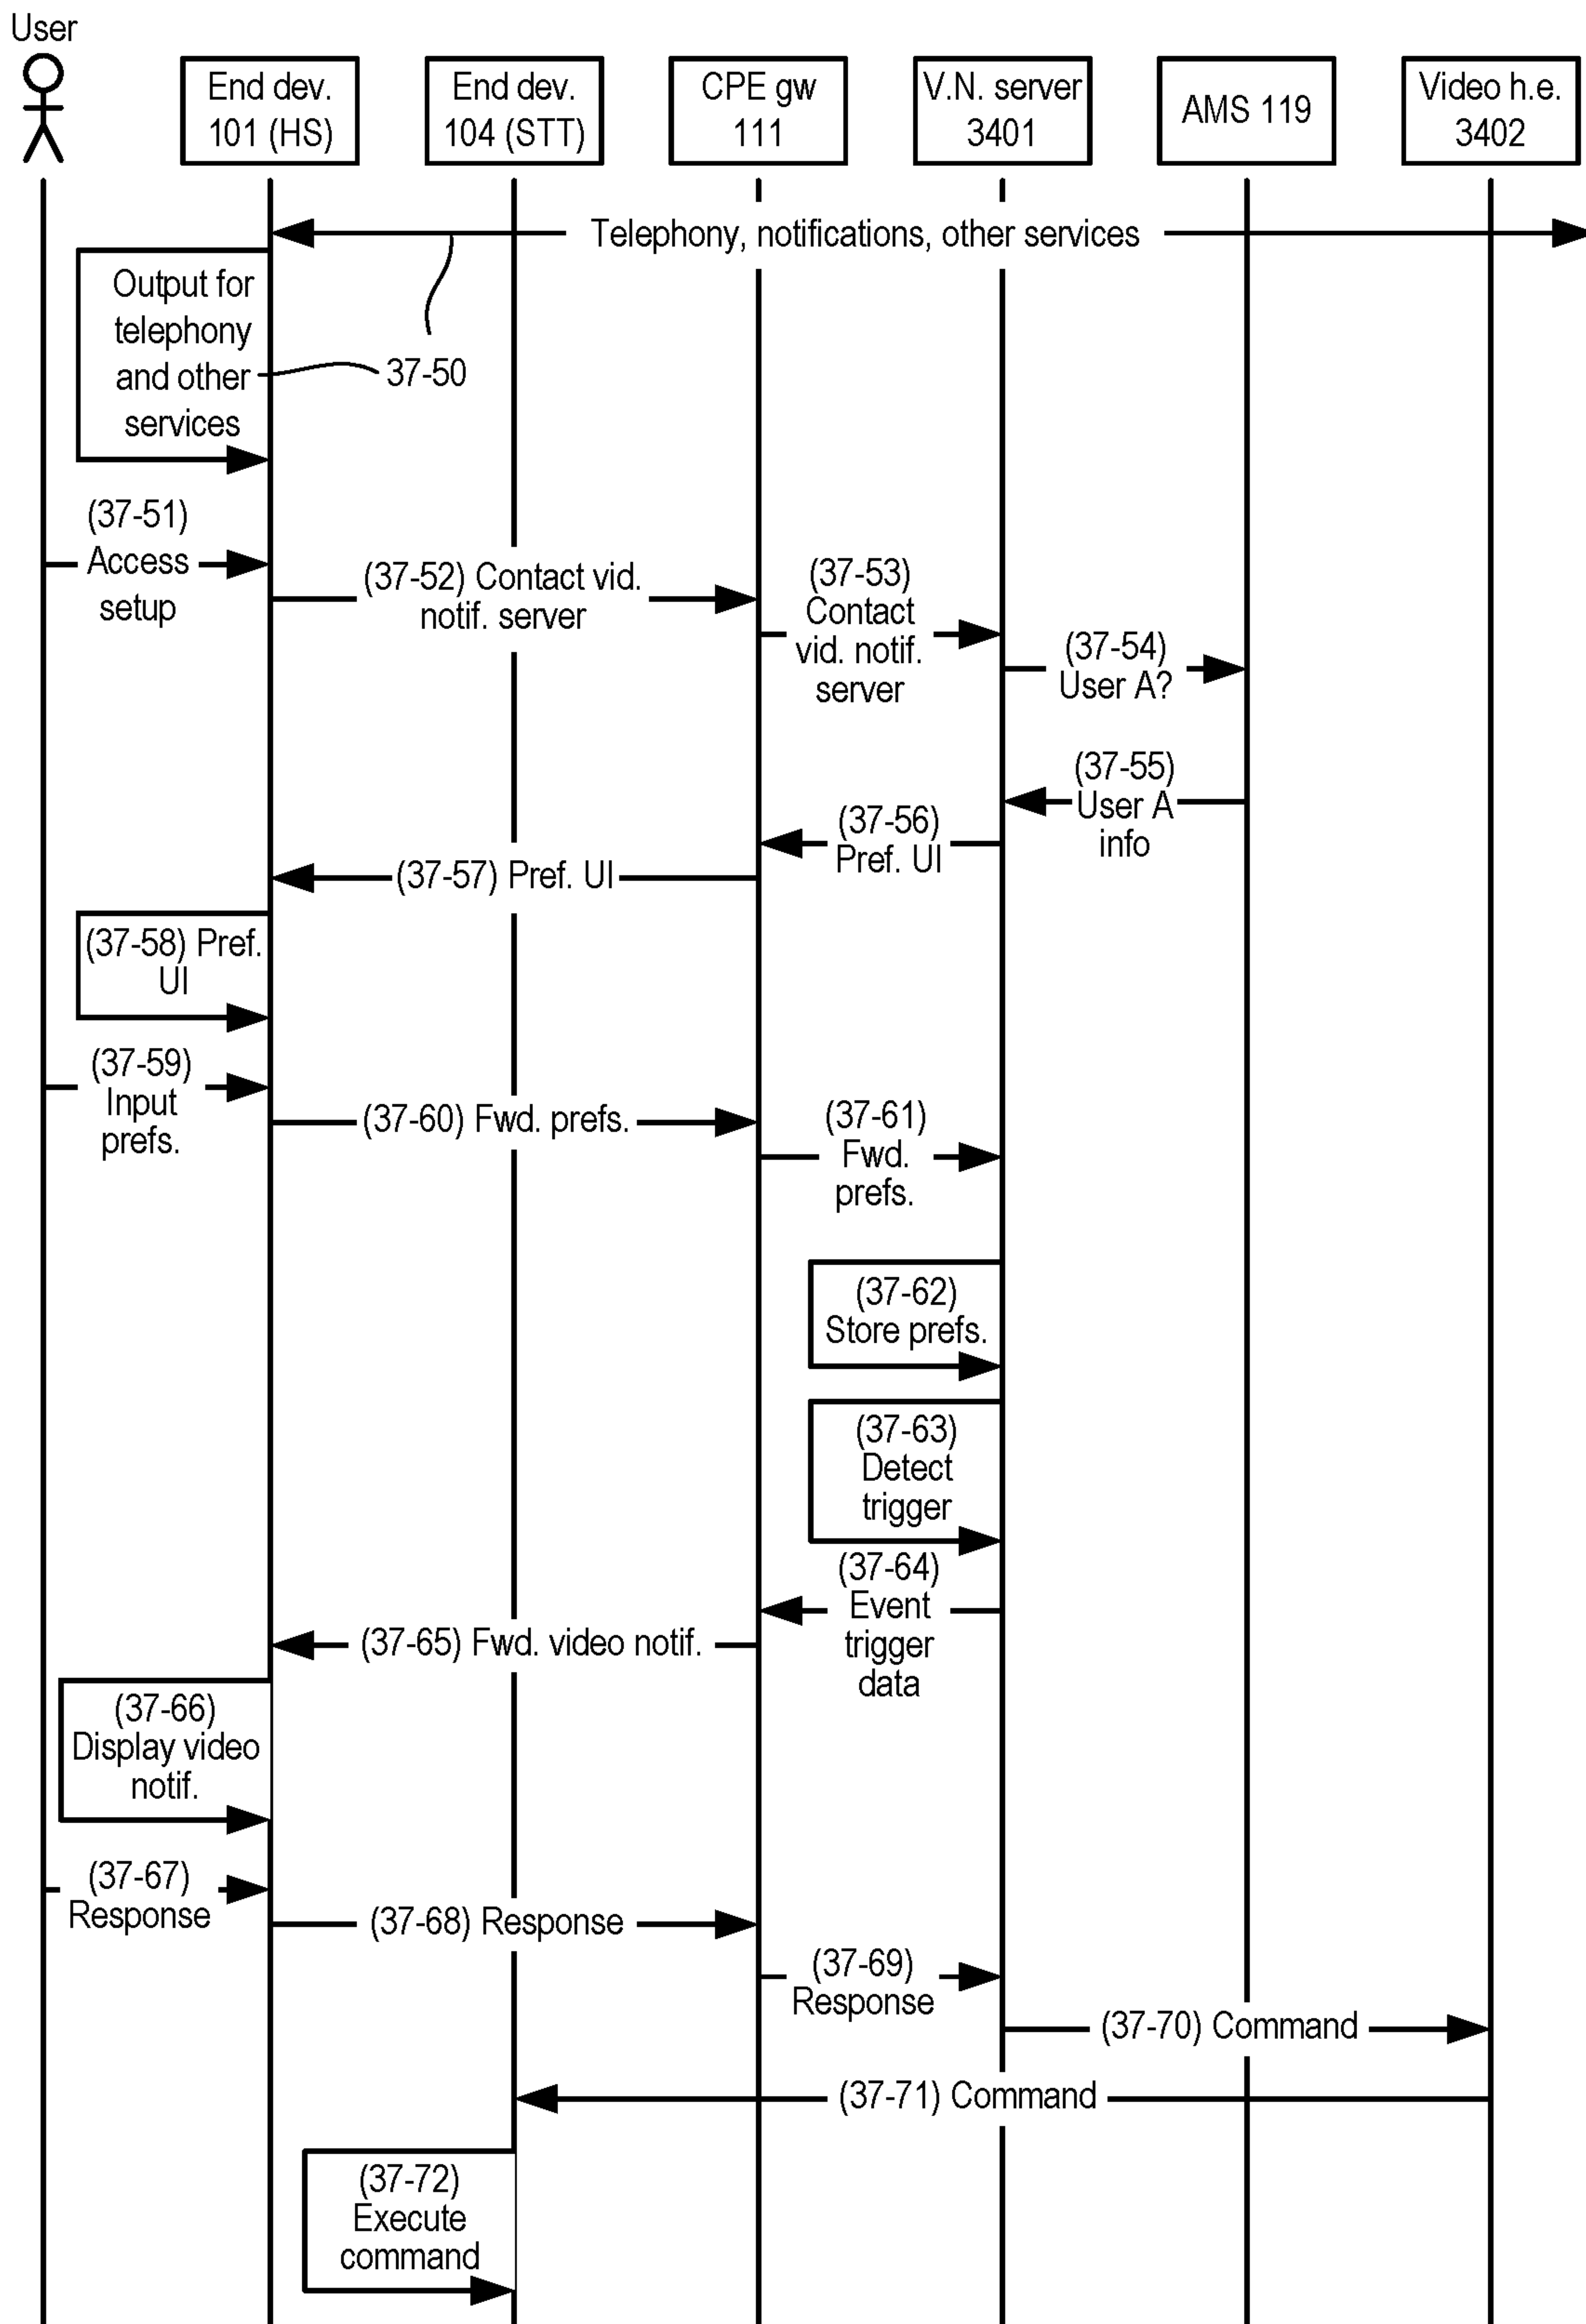 User
End dev.
101 (HS)
End dev.
104 (STT)
CPE gw
111
V.N. server
3401
AMS 119
Video h.e.
3402
Telephony, notifications, other services
Output for
telephony
and other
services
37-50
(37-51)
Access
setup
(37-52) Contact vid.
notif. server
(37-53)
Contact
vid. notif.
server
(37-54)
User A?
(37-55)
User A
info
(37-56)
Pref. UI
(37-57) Pref. UI
(37-58) Pref.
UI
(37-59)
Input
prefs.
(37-60) Fwd. prefs.
(37-61)
Fwd.
prefs.
(37-62)
Store prefs.
(37-63)
Detect
trigger
(37-64)
Event
trigger
data
(37-65) Fwd. video notif.
(37-66)
Display video
notif.
(37-67)
Response
(37-68) Response
(37-69)
Response
(37-70) Command
(37-71) Command
(37-72)
Execute
command